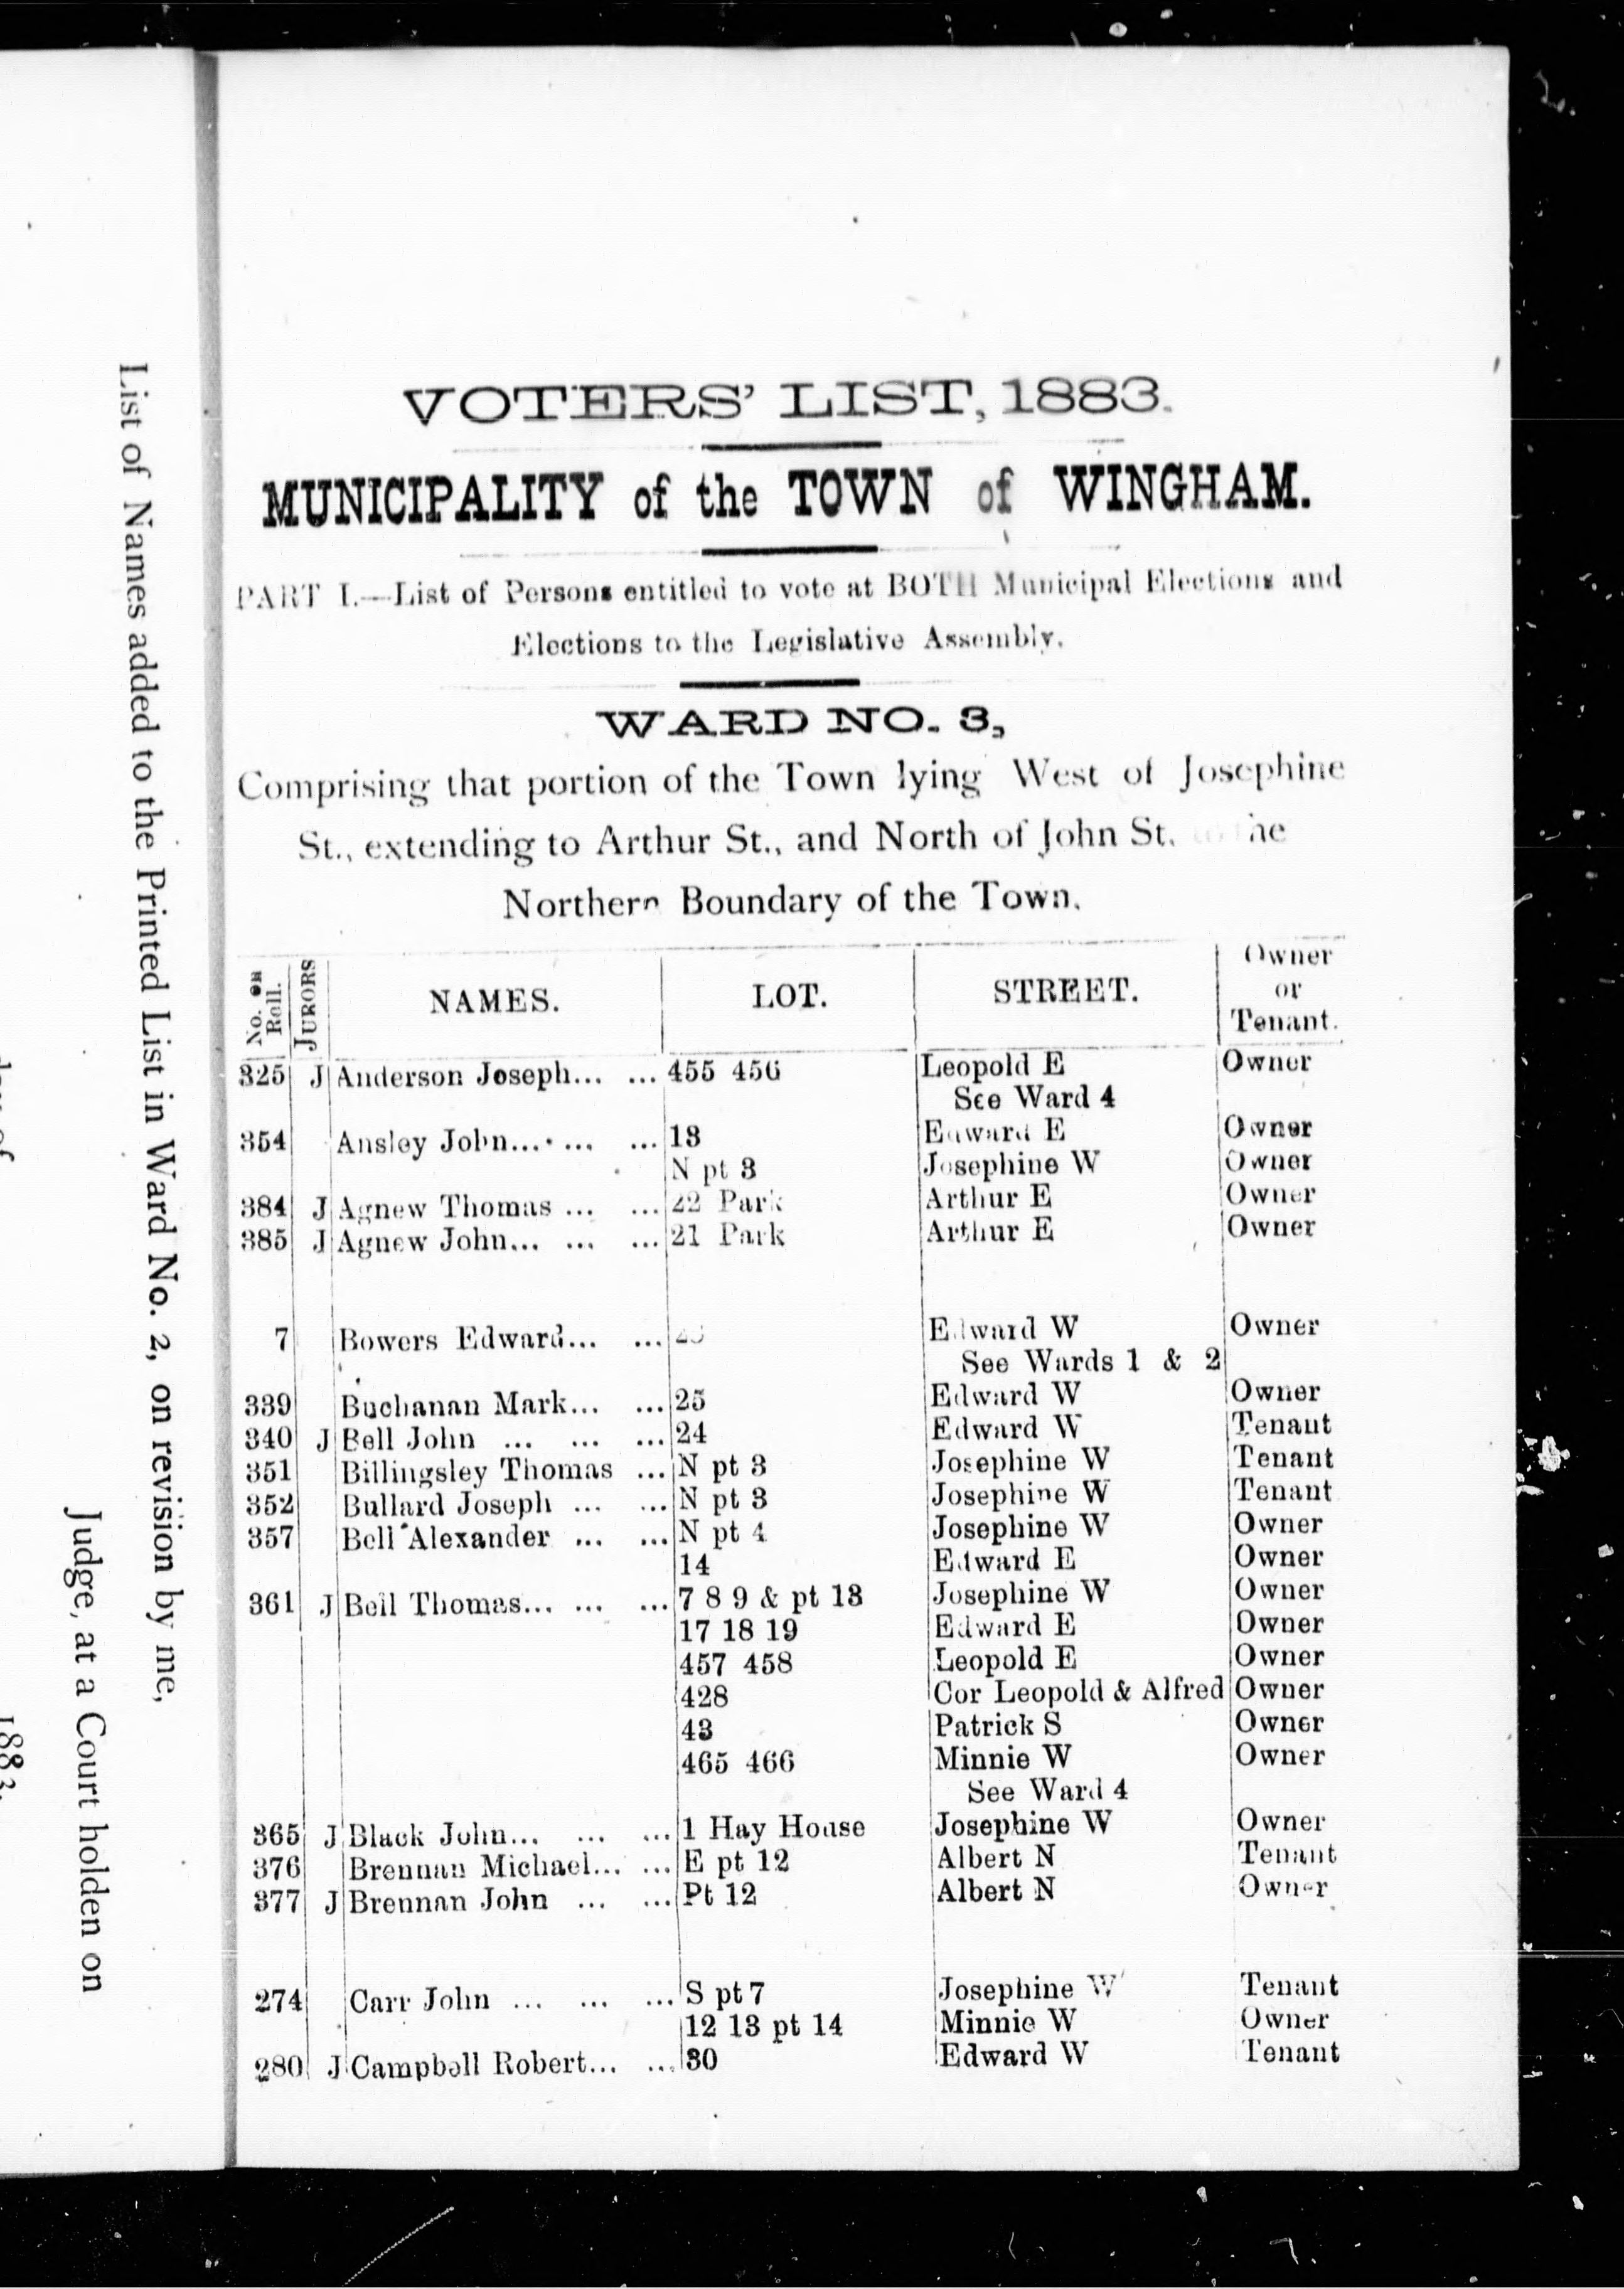 List of Names added to the Printed List in Ward No. 2, on revision by me,
Judge, at a Court holden on
1883.
VOTERS' LIST, 1883.
MUNICIPALITY of the TOWN of WINGHAM.
PART I.—List of Persons entitled to vote at BOTH Municipal Elections and
Elections to the Legislative Assembly.
WARD NO. 3,
Comprising that portion of the Town lying West of Josephine
St., extending to Arthur St., and North of John St. to the
Northern Boundary of the Town.
No. on Roll. JURORS NAMES. LOT. STREET. Owner or Tenant.
325 J Anderson Joseph... ... 455 456 Leopold E Owner
See Ward 4
354 Ansley John... ... ... 13 Edward E Owner
N pt 3 Josephine W Owner
384 J Agnew Thomas ... ... 22 Park Arthur E Owner
385 J Agnew John... ... ... 21 Park Arthur E Owner
7 Bowers Edward... ... Edward W Owner
See Wards 1 & 2
339 Buchanan Mark... ... 25 Edward W Owner
340 J Bell John ... ... ... 24 Edward W Tenant
351 Billingsley Thomas ... N pt 3 Josephine W Tenant
352 Bullard Joseph ... ... N pt 3 Josephine W Tenant
357 Bell Alexander ... ... N pt 4 Josephine W Owner
14 Edward E Owner
361 J Bell Thomas... ... ... 7 8 9 & pt 13 Josephine W Owner
17 18 19 Edward E Owner
457 458 Leopold E Owner
428 Cor Leopold & Alfred Owner
43 Patrick S Owner
465 466 Minnie W Owner
See Ward 4
365 J Black John... ... ... 1 Hay House Josephine W Owner
376 Brennan Michael... ... E pt 12 Albert N Tenant
377 J Brennan John ... ... Pt 12 Albert N Owner
274 Carr John ... ... ... S pt 7 Josephine W Tenant
12 13 pt 14 Minnie W Owner
280 J Campbell Robert... ... 30 Edward W Tenant